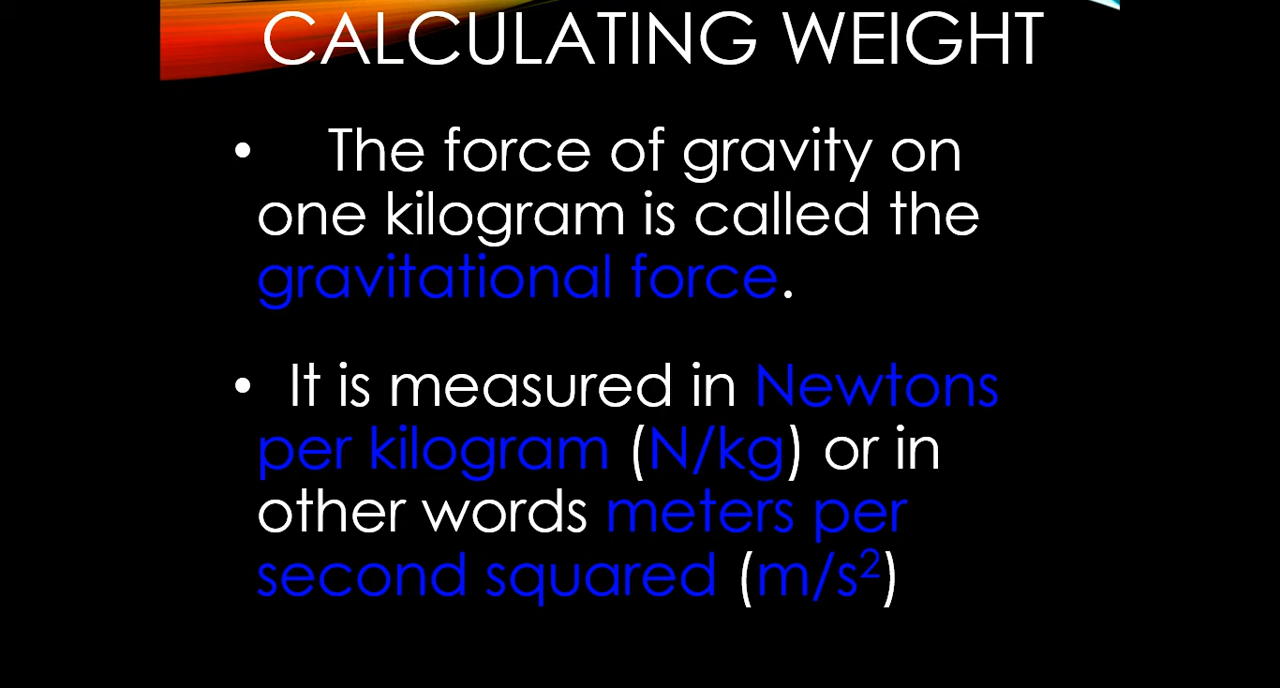 CALCULATING WEIGHT
• The force of gravity on
one kilogram is called the
gravitational force.
• It is measured in Newtons
per kilogram (N/kg) or in
other words meters per
second squared (m/s²)